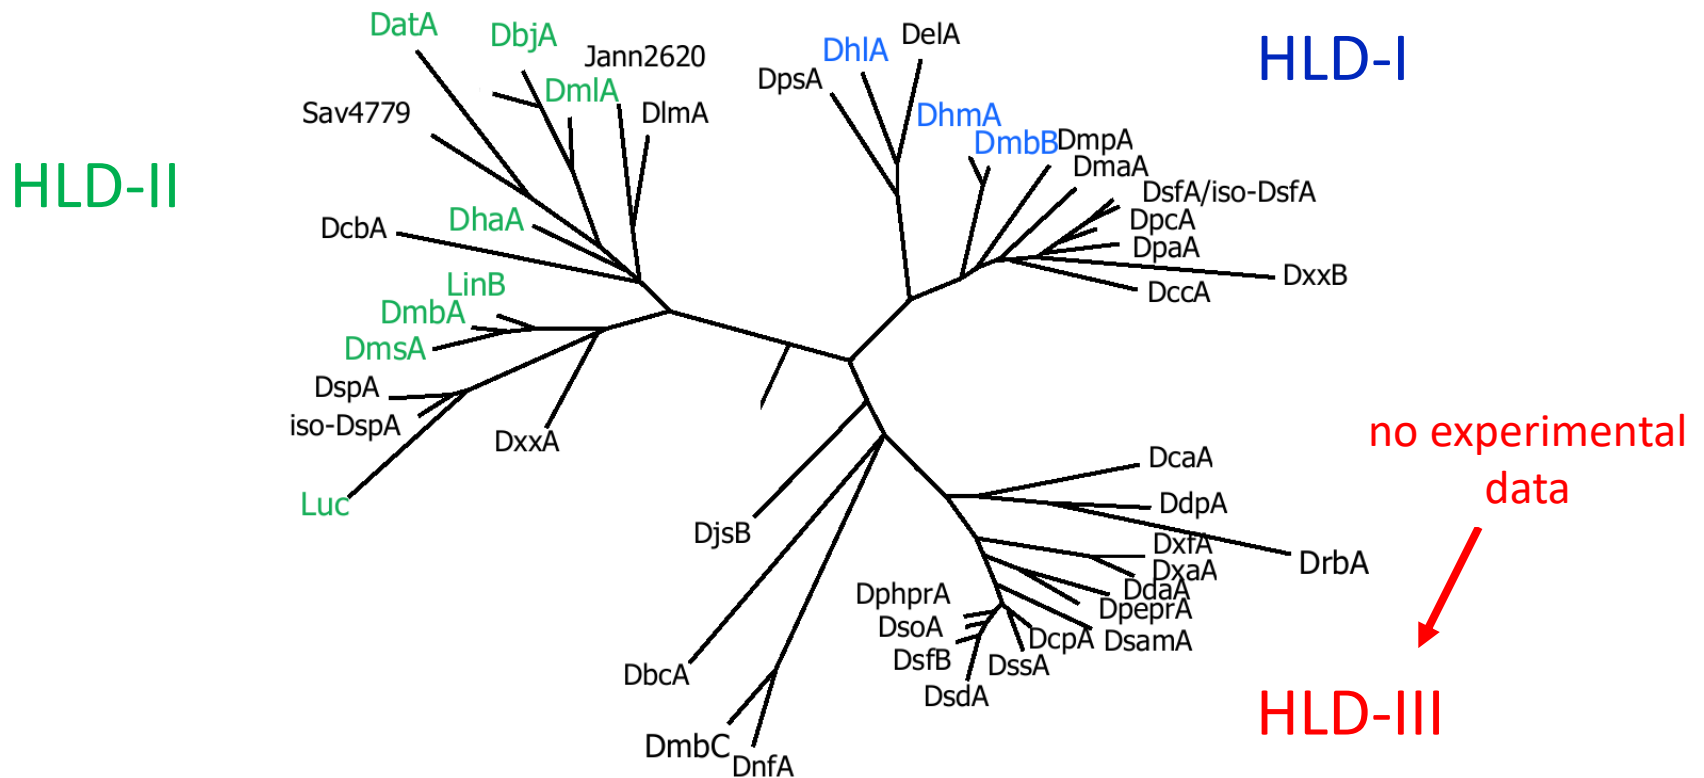 DatA
DbjA
Jann2620
DmlA
DlmA
Sav4779
HLD-II
DhaA
DcbA
LinB
DmbA
DmsA
DspA
iso-DspA
DxxA
Luc
DelA
DhlA
DpsA
HLD-I
DhmA
DmbB
DmpA
DmaA
DsfA/iso-DsfA
DpcA
DpaA
DxxB
DccA
no experimental
data
DcaA
DdpA
DjsB
DxfA
DrbA
DxaA
DdaA
DphprA
DpeprA
DsoA
DcpA
DsamA
DsfB
DssA
DbcA
DsdA
HLD-III
DmbC
DnfA